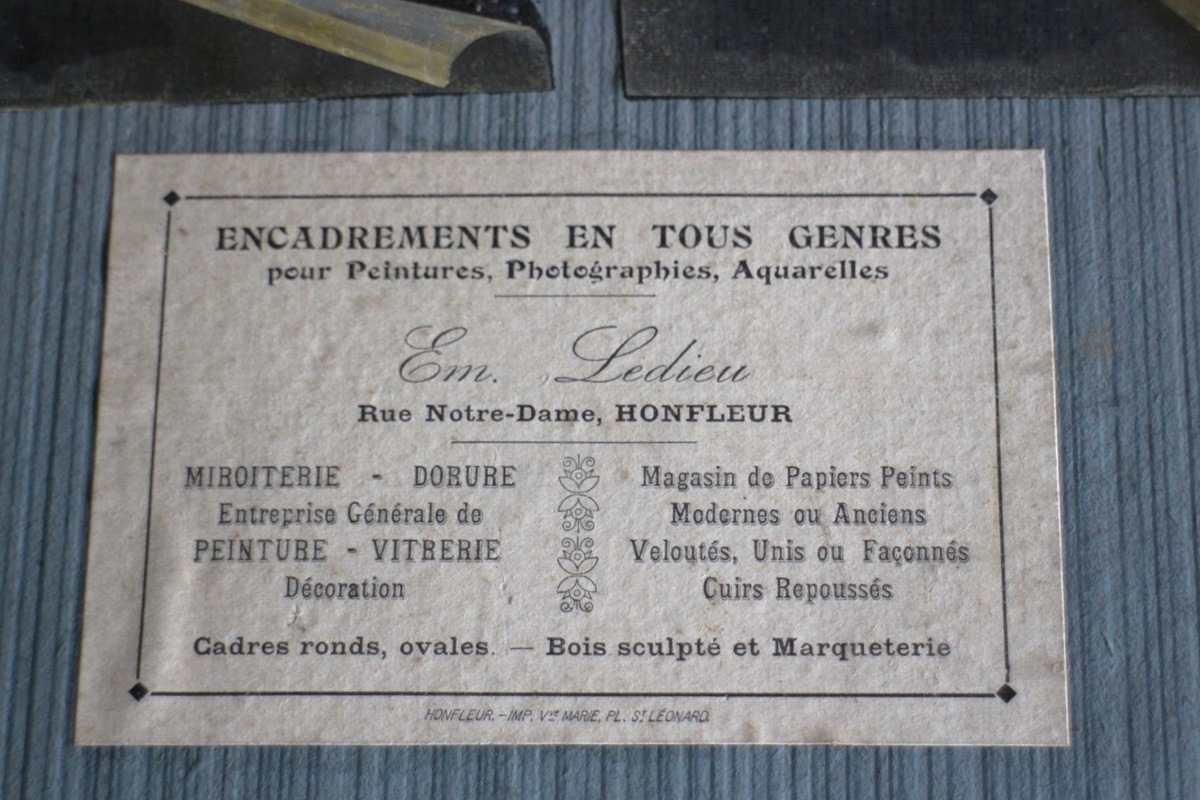 ENCADREMENTS EN TOUS GENRES
pour Peintures, Photographies, Aquarelles
Em. Ledieu
Rue Notre-Dame, HONFLEUR
MIROITERIE - DORURE
Entreprise Générale de
PEINTURE - VITRERIE
Décoration
Magasin de Papiers Peints
Modernes ou Anciens
Veloutés, Unis ou Façonnés
Cuirs Repoussés
Cadres ronds, ovales. — Bois sculpté et Marqueterie
HONFLEUR. - IMP. Vve MARIE, PL. St LÉONARD.